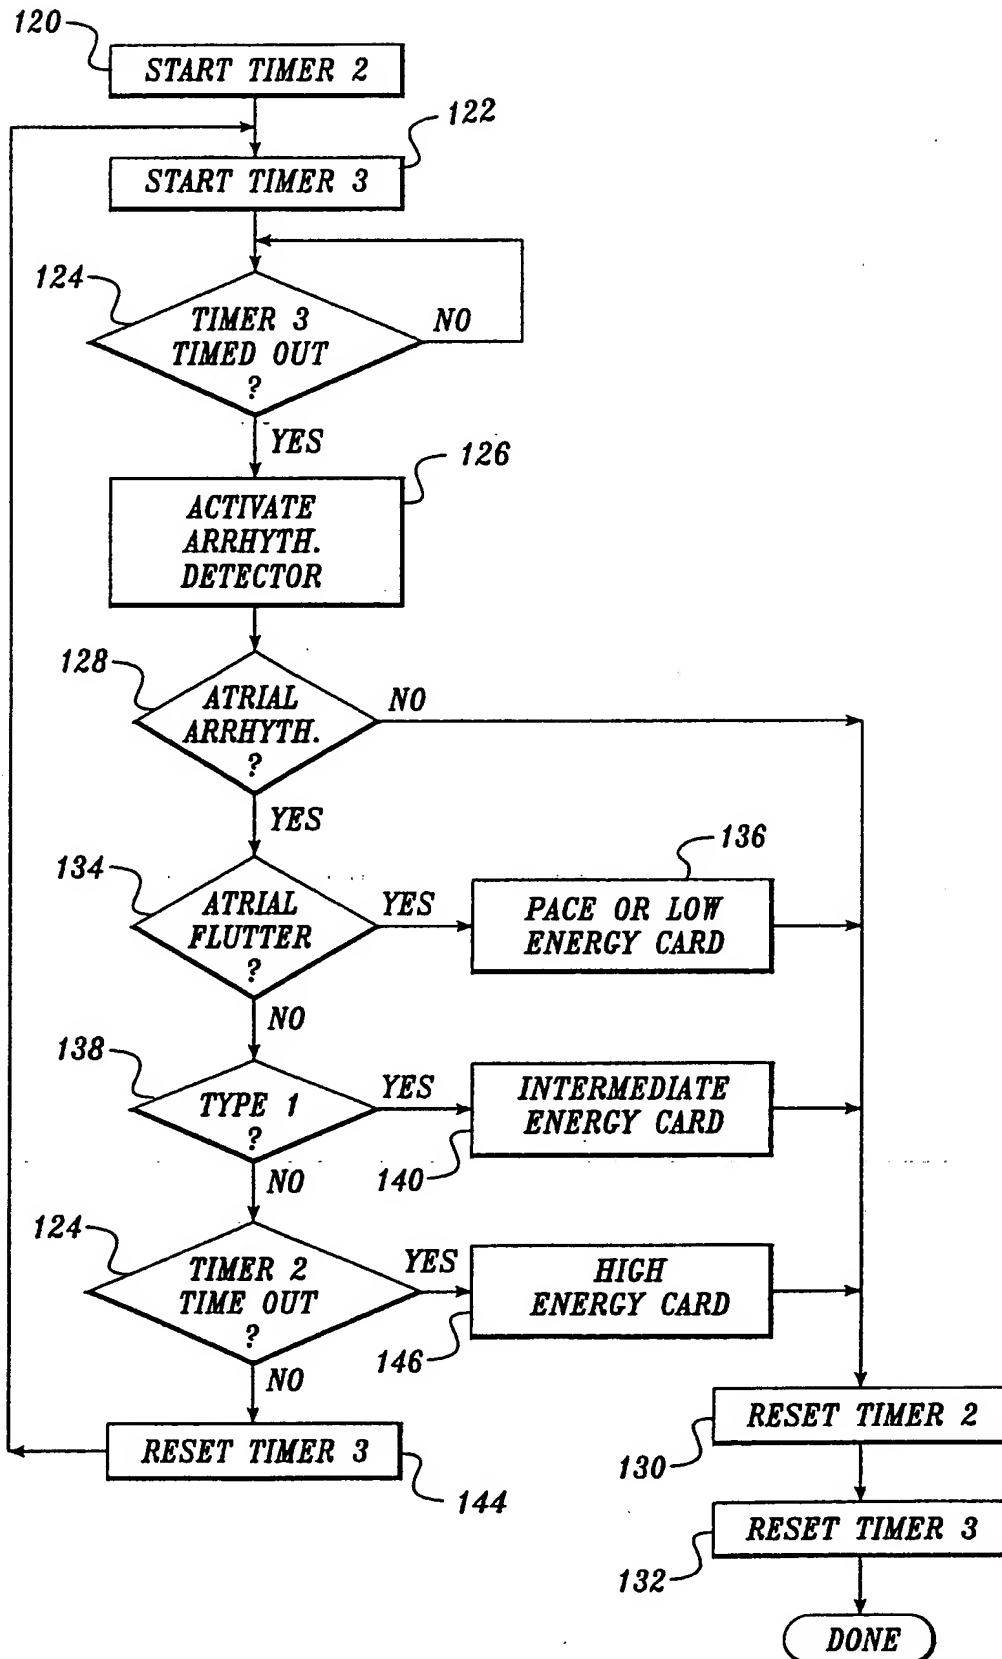 120
START TIMER 2
122
START TIMER 3
124
TIMER 3
TIMED OUT
?
NO
YES
126
ACTIVATE
ARRHYTH.
DETECTOR
128
ATRIAL
ARRHYTH.
?
NO
YES
134
ATRIAL
FLUTTER
?
YES
136
PACE OR LOW
ENERGY CARD
NO
138
TYPE 1
?
YES
INTERMEDIATE
ENERGY CARD
140
NO
124
TIMER 2
TIME OUT
?
YES
HIGH
ENERGY CARD
146
NO
RESET TIMER 3
144
RESET TIMER 2
130
RESET TIMER 3
132
DONE